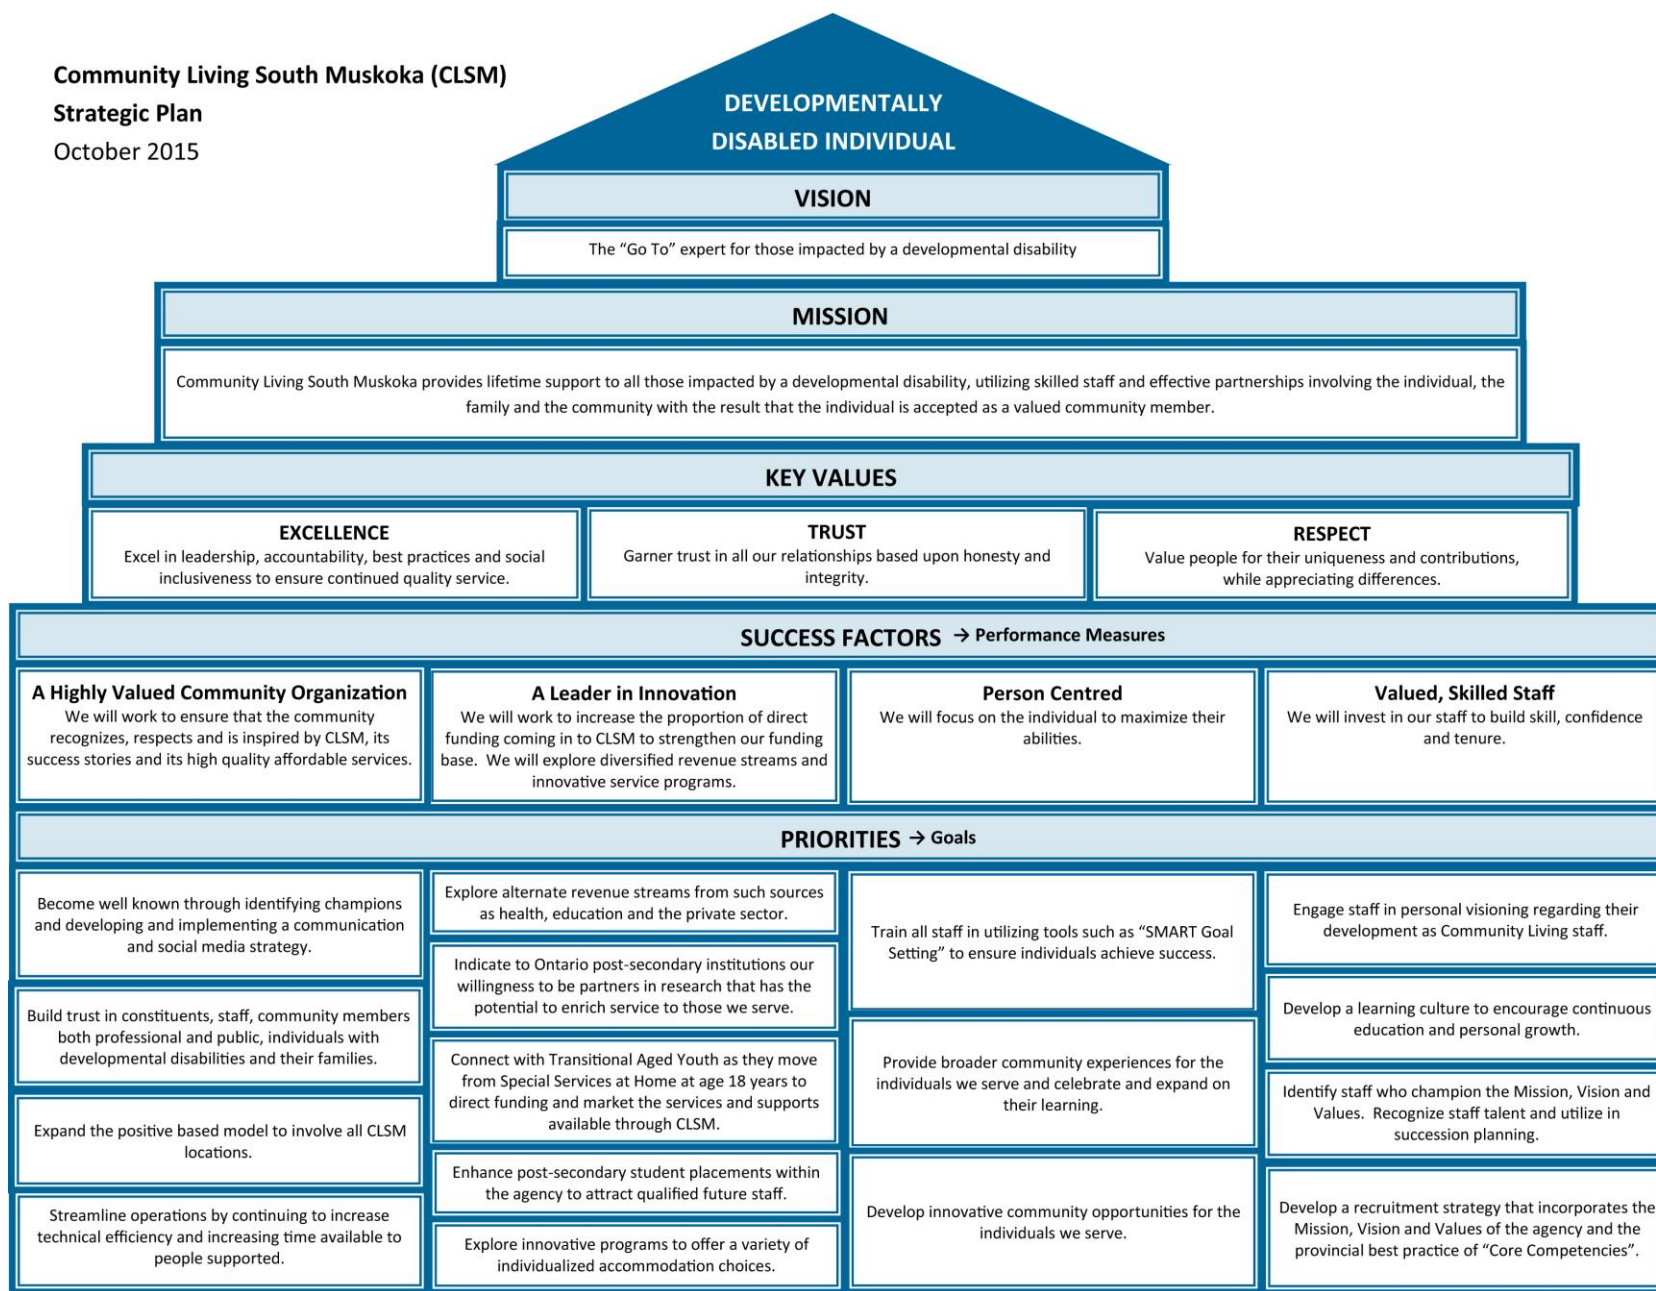 Community Living South Muskoka (CLSM)
Strategic Plan
October 2015
DEVELOPMENTALLY
DISABLED INDIVIDUAL
VISION
The “Go To” expert for those impacted by a developmental disability
MISSION
Community Living South Muskoka provides lifetime support to all those impacted by a developmental disability, utilizing skilled staff and effective partnerships involving the individual, the
family and the community with the result that the individual is accepted as a valued community member.
KEY VALUES
EXCELLENCE
Excel in leadership, accountability, best practices and social
inclusiveness to ensure continued quality service.
TRUST
Garner trust in all our relationships based upon honesty and
integrity.
RESPECT
Value people for their uniqueness and contributions,
while appreciating differences.
SUCCESS FACTORS → Performance Measures
A Highly Valued Community Organization
We will work to ensure that the community
recognizes, respects and is inspired by CLSM, its
success stories and its high quality affordable services.
A Leader in Innovation
We will work to increase the proportion of direct
funding coming in to CLSM to strengthen our funding
base.  We will explore diversified revenue streams and
innovative service programs.
Person Centred
We will focus on the individual to maximize their
abilities.
Valued, Skilled Staff
We will invest in our staff to build skill, confidence
and tenure.
PRIORITIES → Goals
Become well known through identifying champions
and developing and implementing a communication
and social media strategy.
Build trust in constituents, staff, community members
both professional and public, individuals with
developmental disabilities and their families.
Expand the positive based model to involve all CLSM
locations.
Streamline operations by continuing to increase
technical efficiency and increasing time available to
people supported.
Explore alternate revenue streams from such sources
as health, education and the private sector.
Indicate to Ontario post-secondary institutions our
willingness to be partners in research that has the
potential to enrich service to those we serve.
Connect with Transitional Aged Youth as they move
from Special Services at Home at age 18 years to
direct funding and market the services and supports
available through CLSM.
Enhance post-secondary student placements within
the agency to attract qualified future staff.
Explore innovative programs to offer a variety of
individualized accommodation choices.
Train all staff in utilizing tools such as “SMART Goal
Setting” to ensure individuals achieve success.
Provide broader community experiences for the
individuals we serve and celebrate and expand on
their learning.
Develop innovative community opportunities for the
individuals we serve.
Engage staff in personal visioning regarding their
development as Community Living staff.
Develop a learning culture to encourage continuous
education and personal growth.
Identify staff who champion the Mission, Vision and
Values.  Recognize staff talent and utilize in
succession planning.
Develop a recruitment strategy that incorporates the
Mission, Vision and Values of the agency and the
provincial best practice of “Core Competencies”.